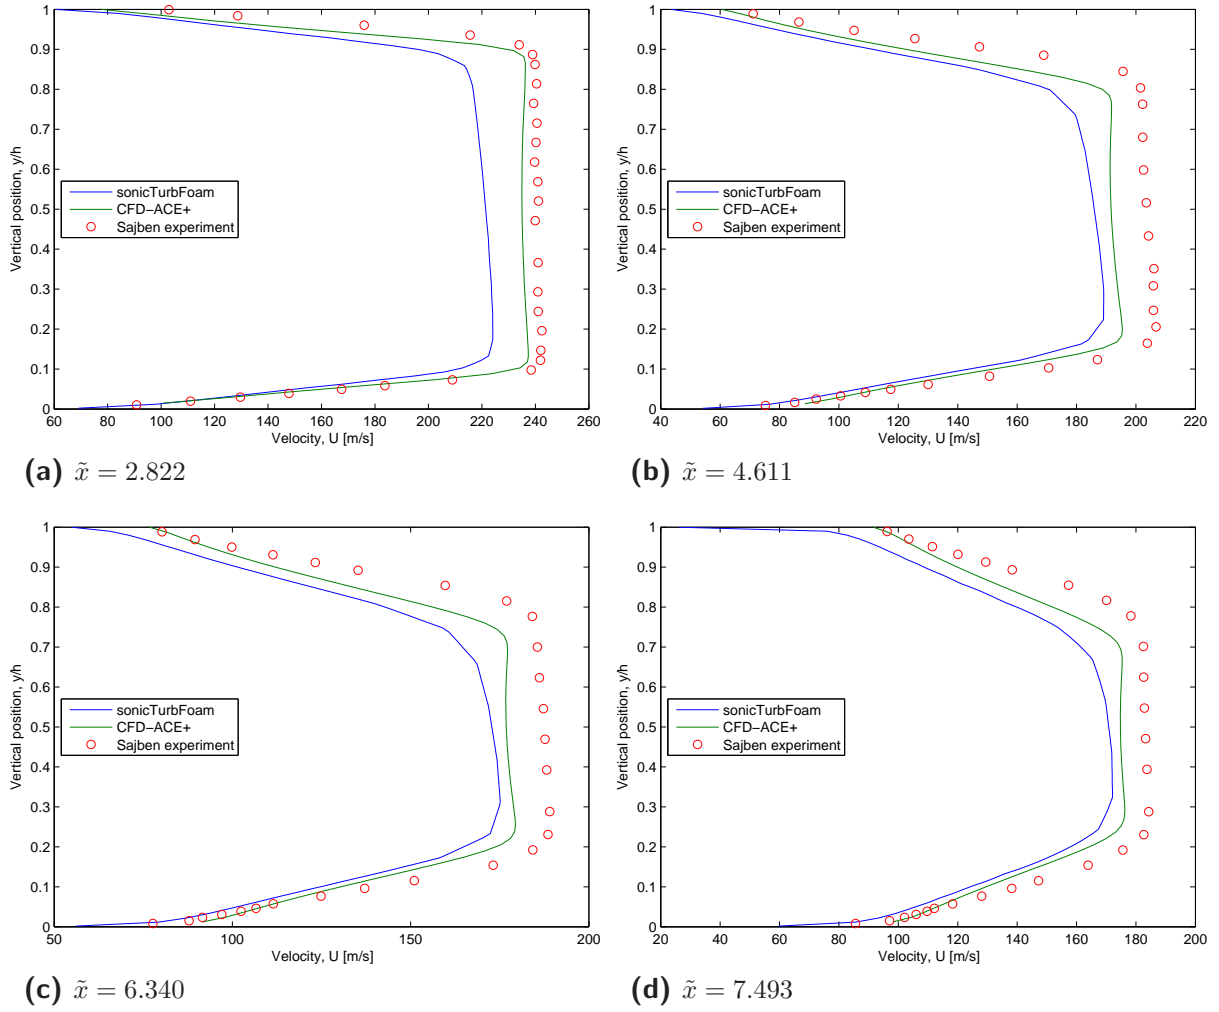 1
0.9
0.8
0.7
0.6
0.5
0.4
0.3
0.2
0.1
0
Vertical position, y/h
sonicTurbFoam
CFD−ACE+
Sajben experiment
60 80 100 120 140 160 180 200 220 240 260
Velocity, U [m/s]
(a) x̃ = 2.822
1
0.9
0.8
0.7
0.6
0.5
0.4
0.3
0.2
0.1
0
Vertical position, y/h
sonicTurbFoam
CFD−ACE+
Sajben experiment
40 60 80 100 120 140 160 180 200 220
Velocity, U [m/s]
(b) x̃ = 4.611
1
0.9
0.8
0.7
0.6
0.5
0.4
0.3
0.2
0.1
0
Vertical position, y/h
sonicTurbFoam
CFD−ACE+
Sajben experiment
50 100 150 200
Velocity, U [m/s]
(c) x̃ = 6.340
1
0.9
0.8
0.7
0.6
0.5
0.4
0.3
0.2
0.1
0
Vertical position, y/h
sonicTurbFoam
CFD−ACE+
Sajben experiment
20 40 60 80 100 120 140 160 180 200
Velocity, U [m/s]
(d) x̃ = 7.493